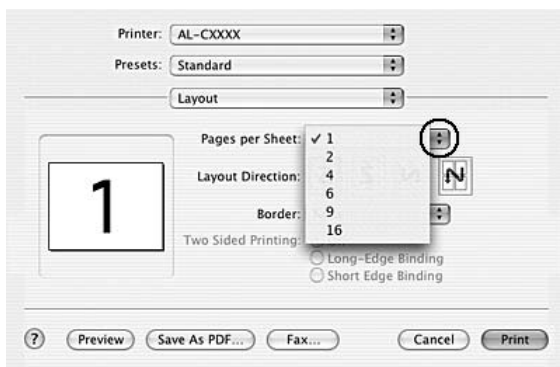 Printer: AL-CXXXX
Presets: Standard
Layout
Pages per Sheet: ✓ 1
2
Layout Direction: 4
6
Border: 9
16
Two Sided Printing:
Long-Edge Binding
Short Edge Binding
1
? Preview Save As PDF... Fax... Cancel Print